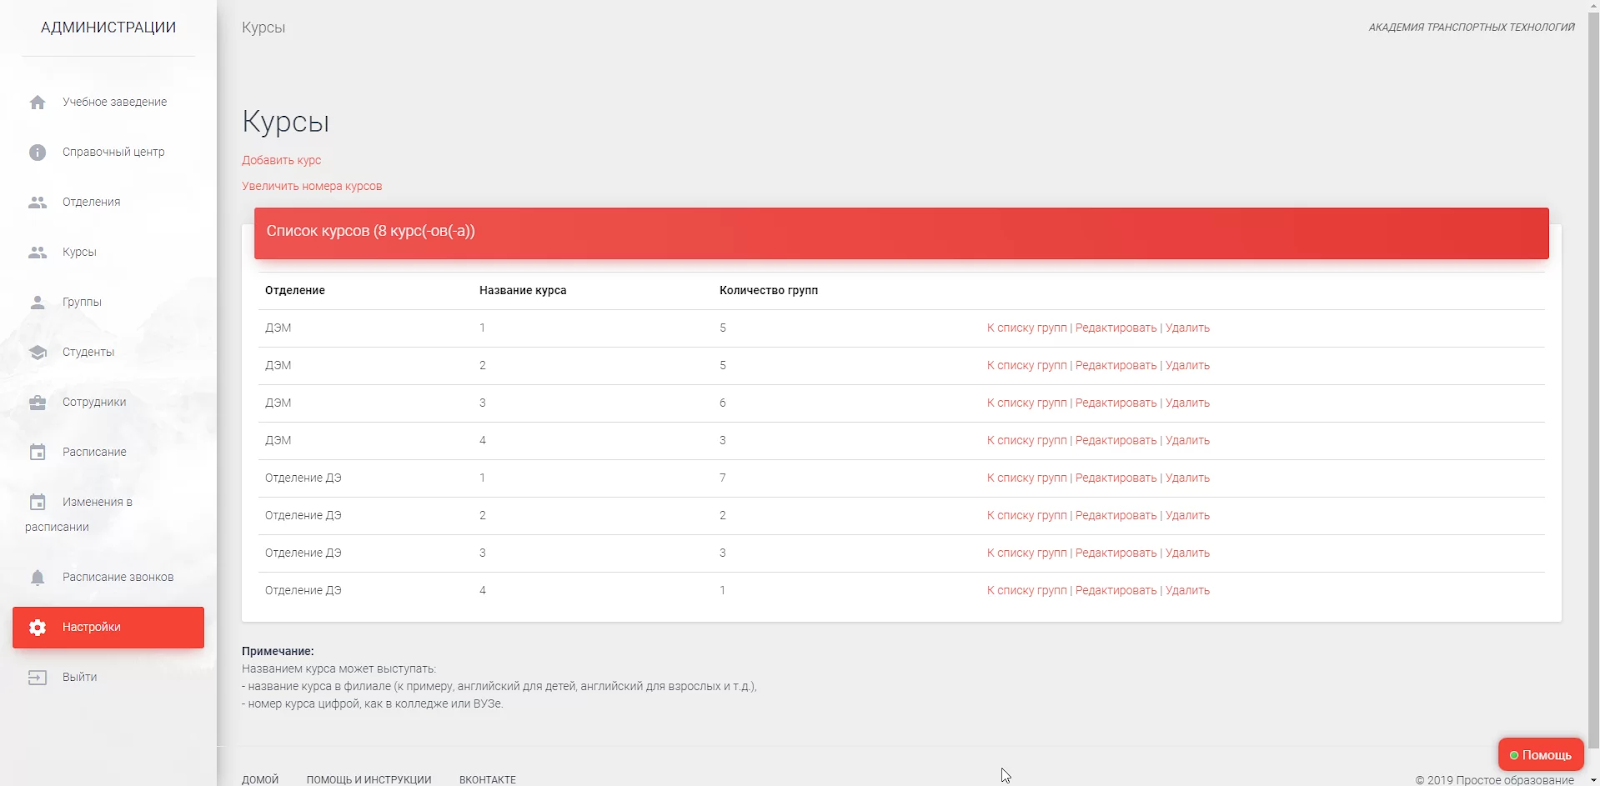 АДМИНИСТРАЦИИ
Учебное заведение
Справочный центр
Отделения
Курсы
Группы
Студенты
Сотрудники
Расписание
Изменения в
расписании
Расписание звонков
Настройки
Выйти
Курсы
АКАДЕМИЯ ТРАНСПОРТНЫХ ТЕХНОЛОГИЙ
Курсы
Добавить курс
Увеличить номера курсов
Список курсов (8 курс(-ов(-а))
Отделение Название курса Количество групп
ДЭМ 1 5 К списку групп | Редактировать | Удалить
ДЭМ 2 5 К списку групп | Редактировать | Удалить
ДЭМ 3 6 К списку групп | Редактировать | Удалить
ДЭМ 4 3 К списку групп | Редактировать | Удалить
Отделение ДЭ 1 7 К списку групп | Редактировать | Удалить
Отделение ДЭ 2 2 К списку групп | Редактировать | Удалить
Отделение ДЭ 3 3 К списку групп | Редактировать | Удалить
Отделение ДЭ 4 1 К списку групп | Редактировать | Удалить
Примечание:
Названием курса может выступать:
- название курса в филиале (к примеру, английский для детей, английский для взрослых и т.д.),
- номер курса цифрой, как в колледже или ВУЗе.
Помощь
ДОМОЙ ПОМОЩЬ И ИНСТРУКЦИИ ВКОНТАКТЕ
© 2019 Простое образование